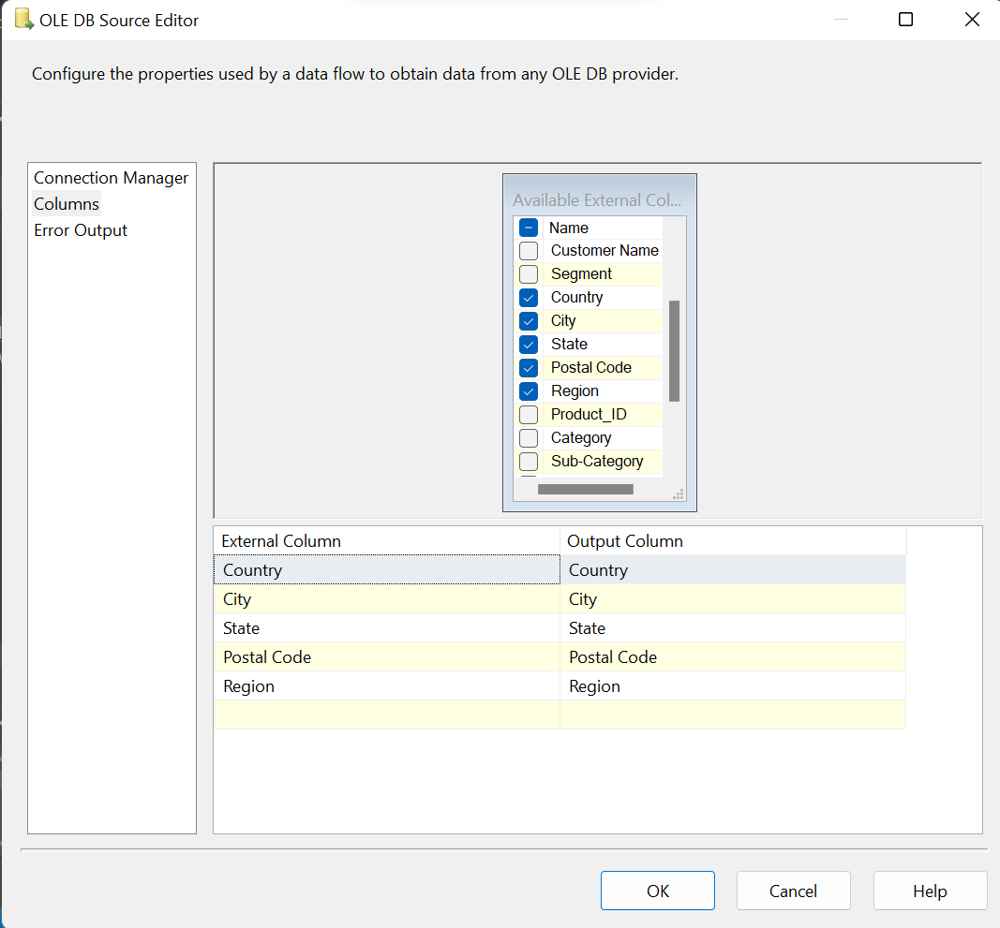 OLE DB Source Editor
Configure the properties used by a data flow to obtain data from any OLE DB provider.
Connection Manager
Columns
Error Output
Available External Col...
Name
Customer Name
Segment
Country
City
State
Postal Code
Region
Product_ID
Category
Sub-Category
External Column Output Column
Country Country
City City
State State
Postal Code Postal Code
Region Region
OK Cancel Help